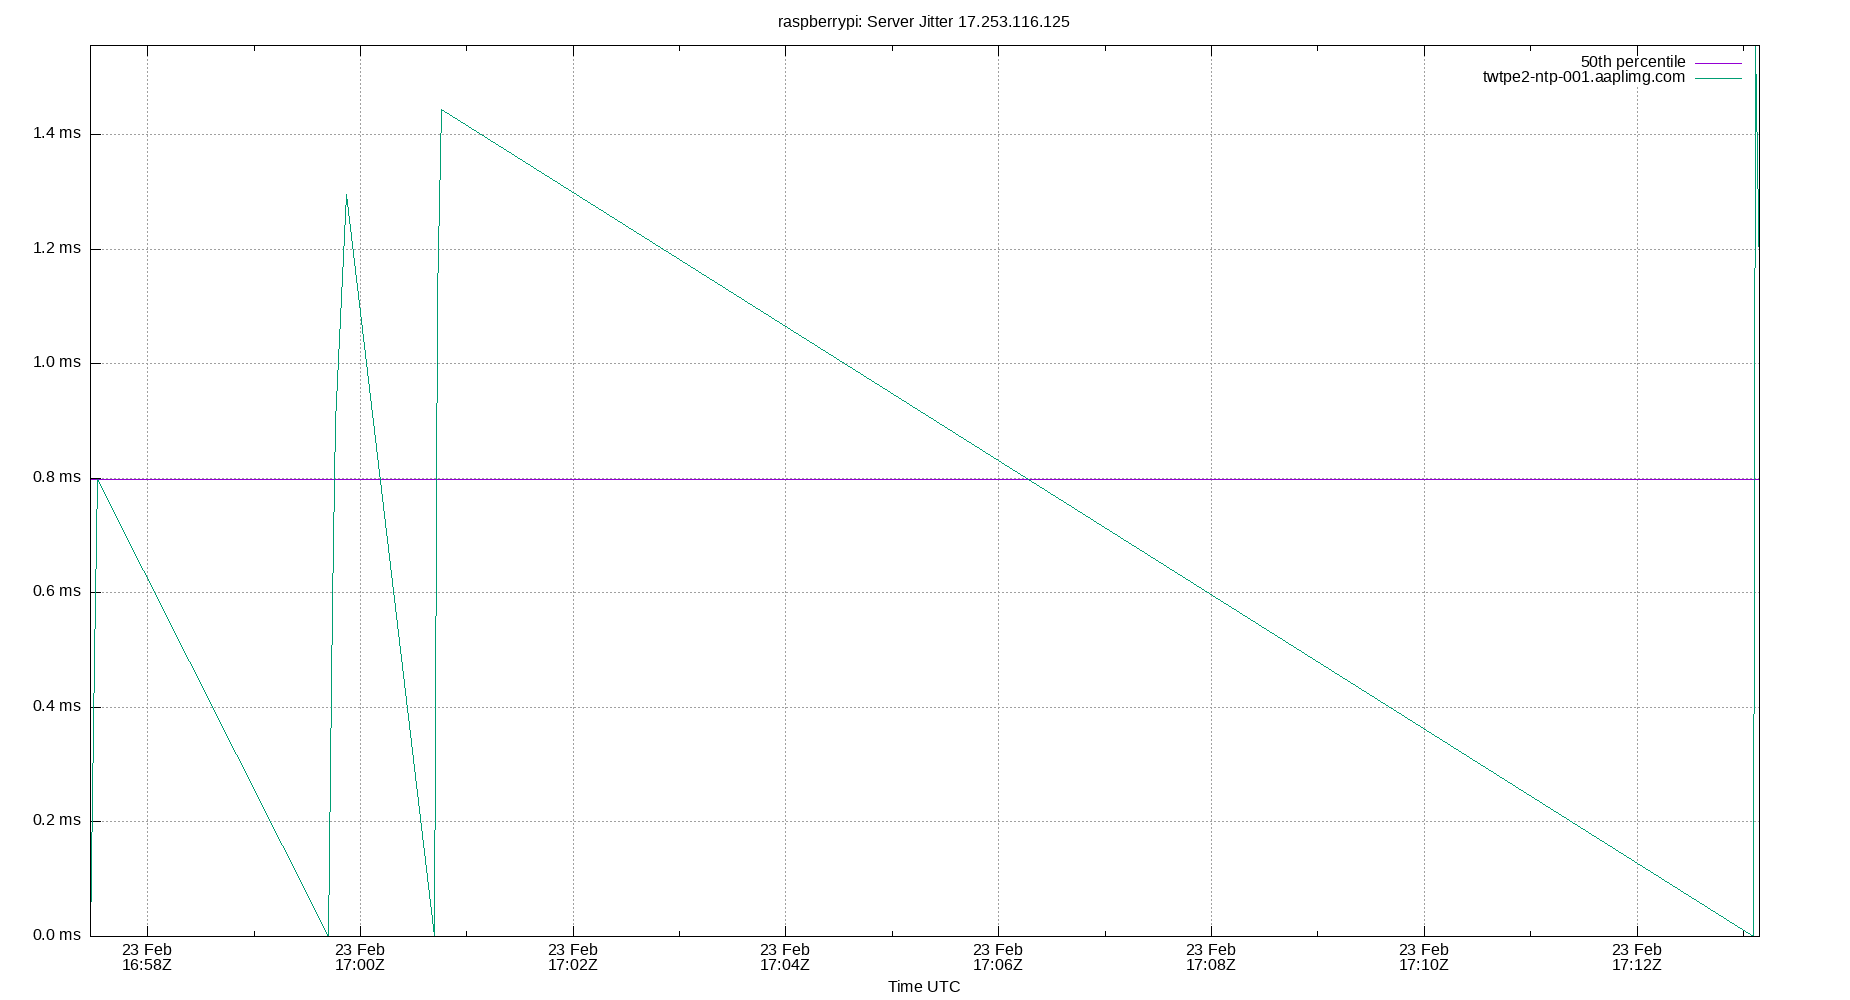 raspberrypi: Server Jitter 17.253.116.125
50th percentile
twtpe2-ntp-001.aaplimg.com
1.4 ms
1.2 ms
1.0 ms
0.8 ms
0.6 ms
0.4 ms
0.2 ms
0.0 ms
23 Feb 23 Feb 23 Feb 23 Feb 23 Feb 23 Feb 23 Feb 23 Feb
16:58Z 17:00Z 17:02Z 17:04Z 17:06Z 17:08Z 17:10Z 17:12Z
Time UTC